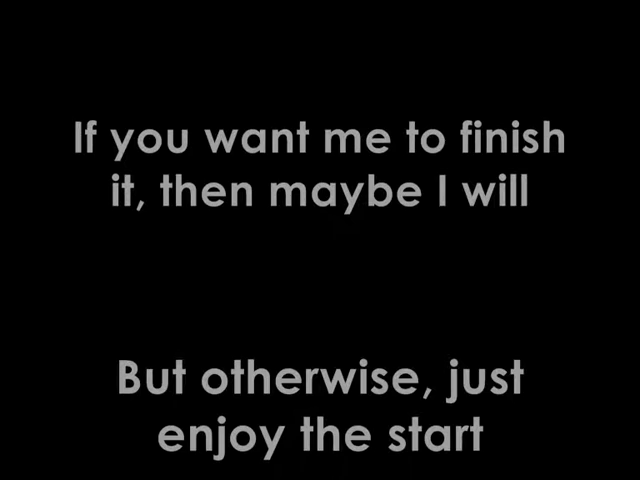 If you want me to finish
it, then maybe I will
But otherwise, just
enjoy the start